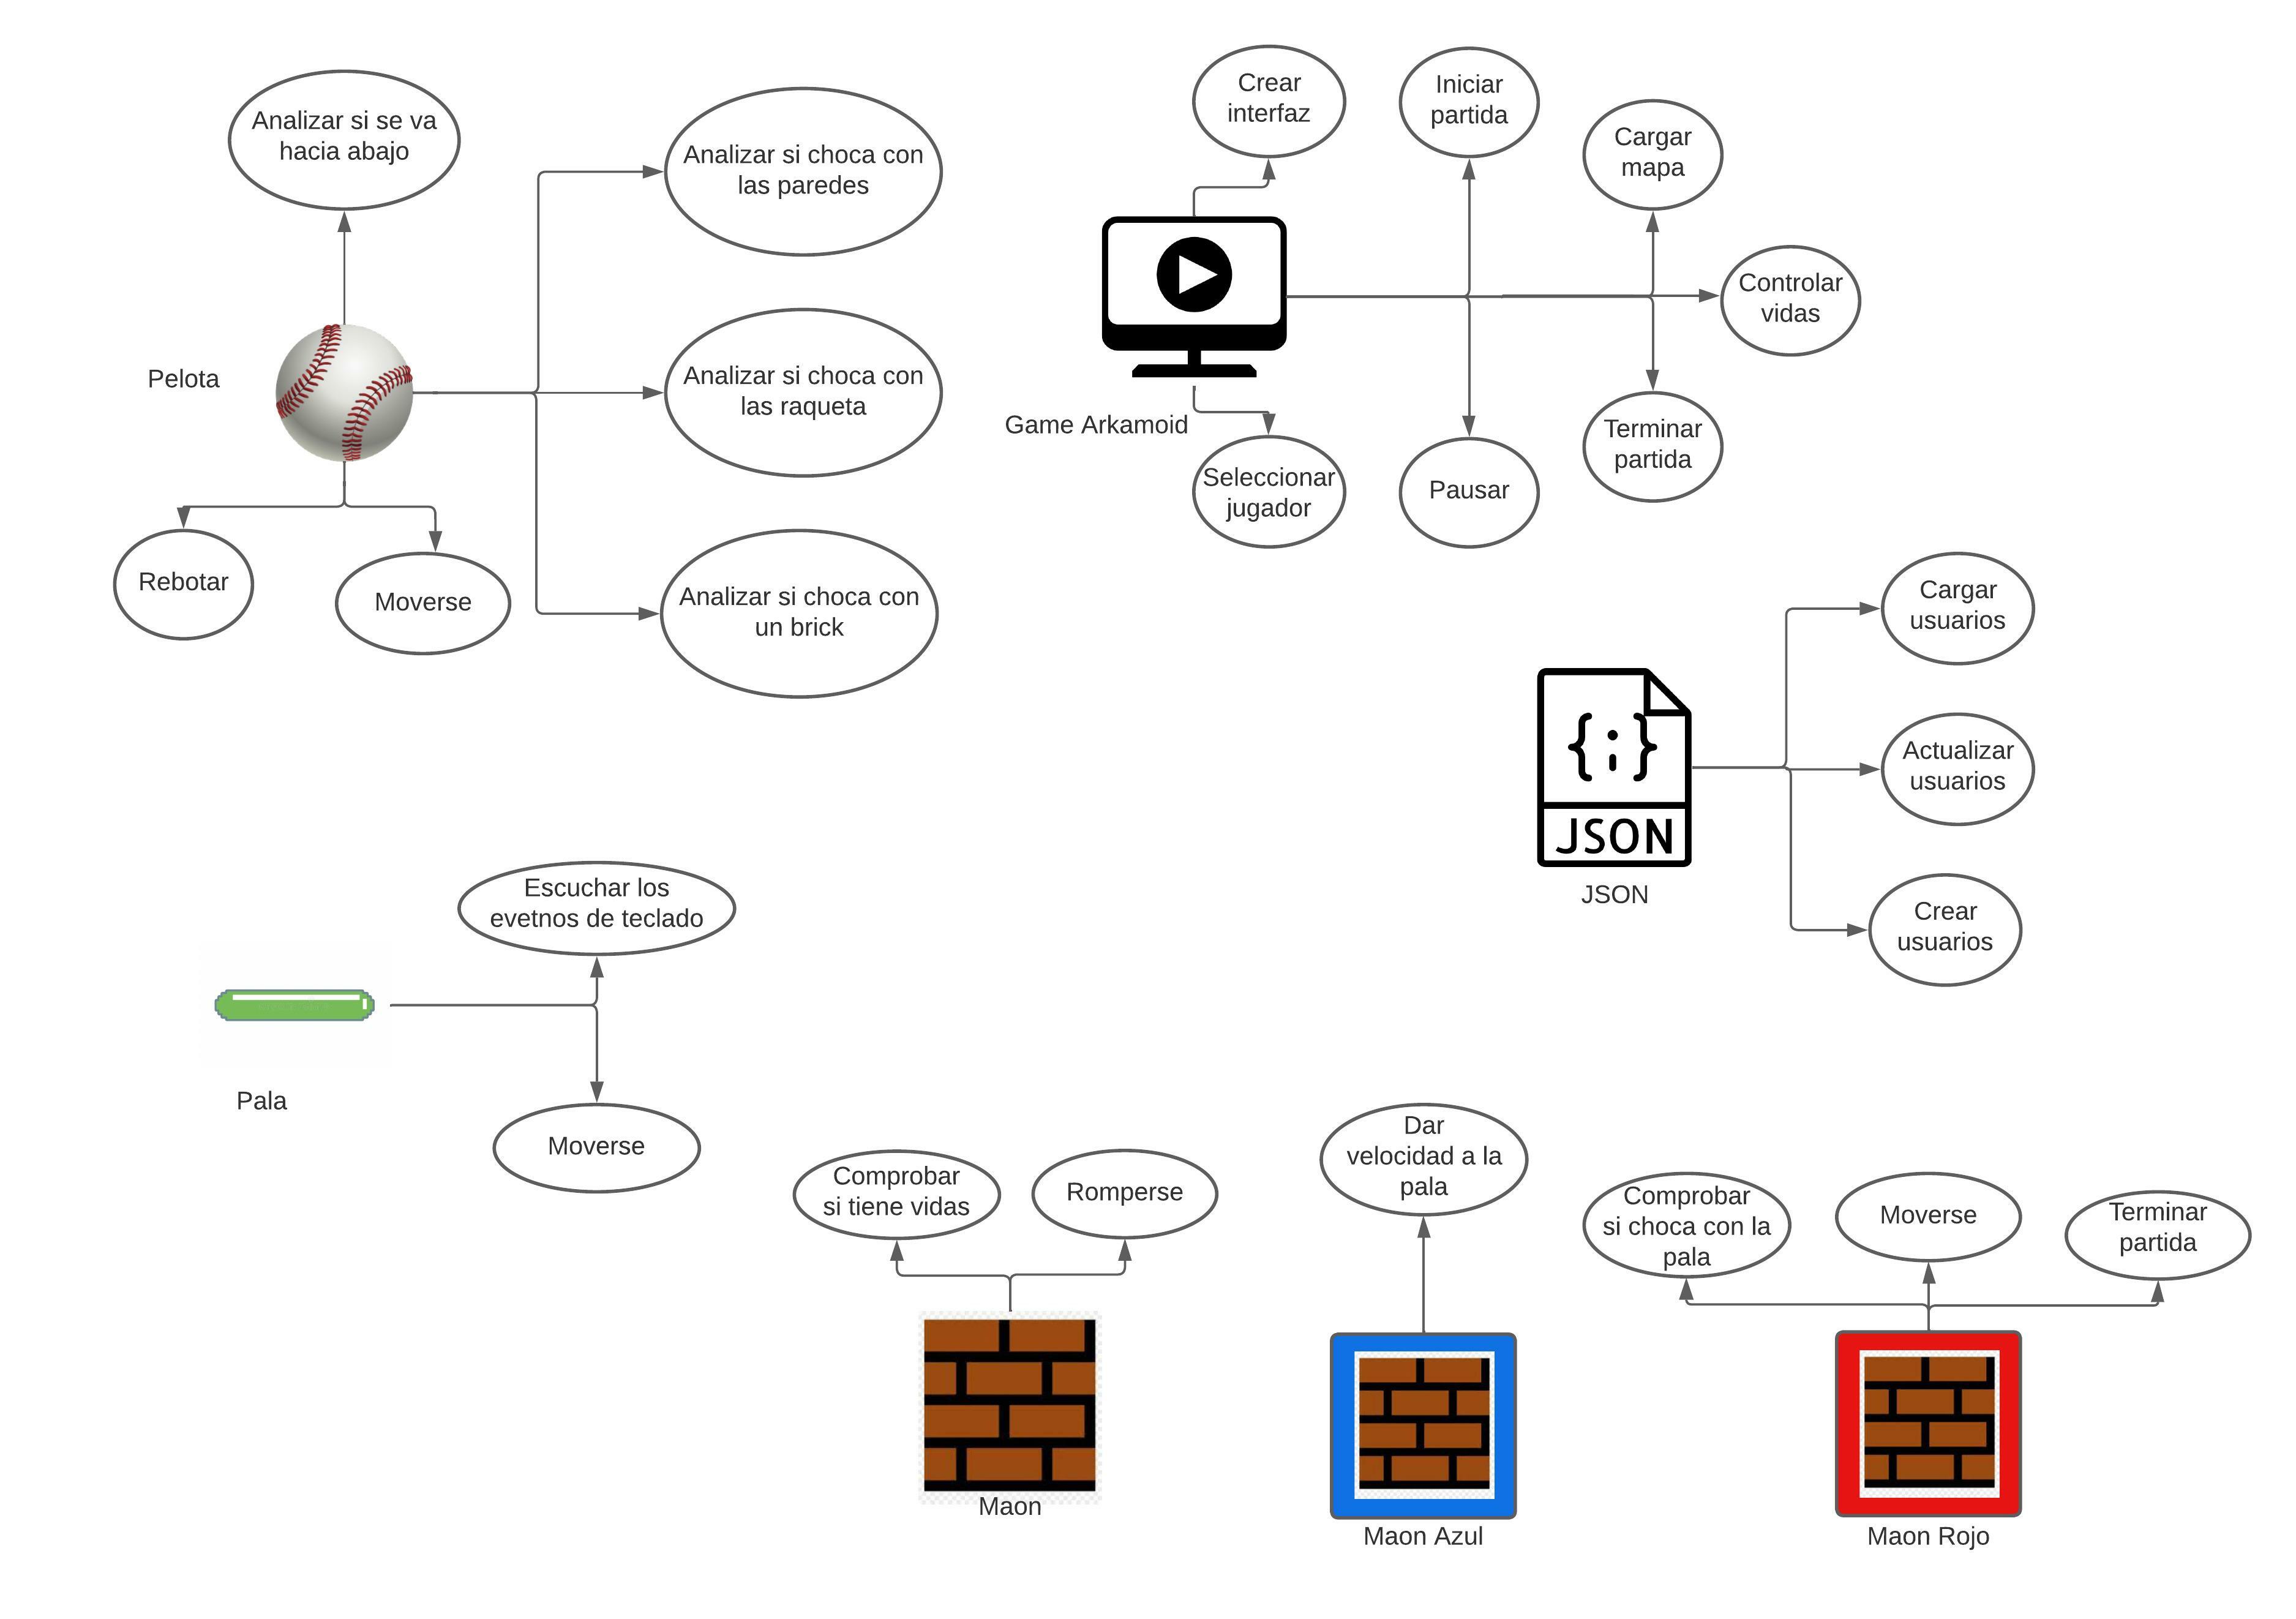 Analizar si se va
hacia abajo
Analizar si choca con
las paredes
Pelota
Analizar si choca con
las raqueta
Rebotar
Moverse
Analizar si choca con
un brick
Crear
interfaz
Iniciar
partida
Cargar
mapa
Controlar
vidas
Game Arkamoid
Seleccionar
jugador
Pausar
Terminar
partida
Cargar
usuarios
Actualizar
usuarios
JSON
JSON
Crear
usuarios
Escuchar los
evetnos de teclado
Pala
Moverse
Comprobar
si tiene vidas
Romperse
Maon
Dar
velocidad a la
pala
Maon Azul
Comprobar
si choca con la
pala
Moverse
Terminar
partida
Maon Rojo